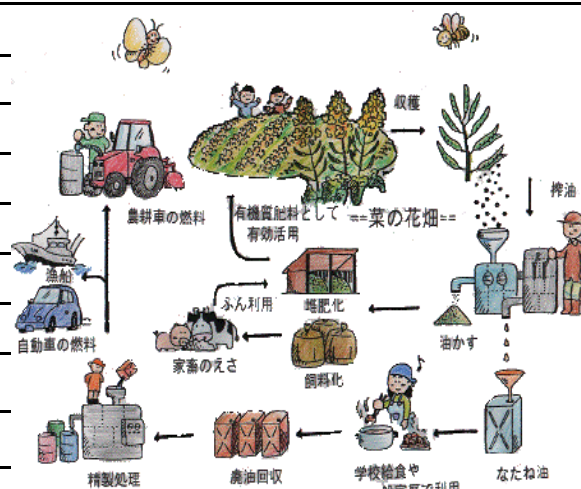 収穫
搾油
==菜の花畑==
有機質肥料として
有効活用
農耕車の燃料
漁船
自動車の燃料
ふん利用
堆肥化
家畜のえさ
飼料化
油かす
精製処理
廃油回収
学校給食や
なたね油